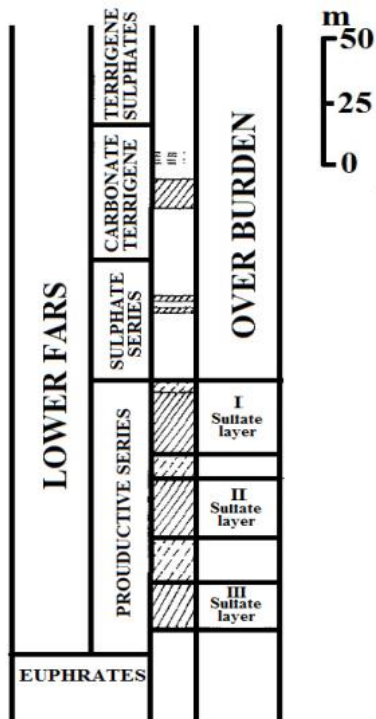 m
50
25
0
TERRIGENE
SULPHATES
CARBONATE
TERRIGENE
SULPHATE
SERIES
PROUDUCTIVE SERIES
LOWER FARS
OVER BURDEN
I
Sulfate
layer
II
Sulfate
layer
III
Sulfate
layer
EUPHRATES